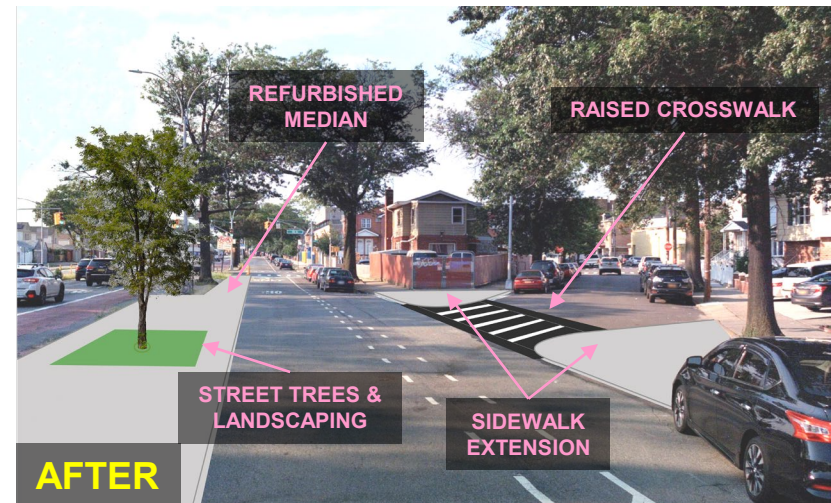 REFURBISHED
MEDIAN
RAISED CROSSWALK
STREET TREES &
LANDSCAPING
SIDEWALK
EXTENSION
AFTER